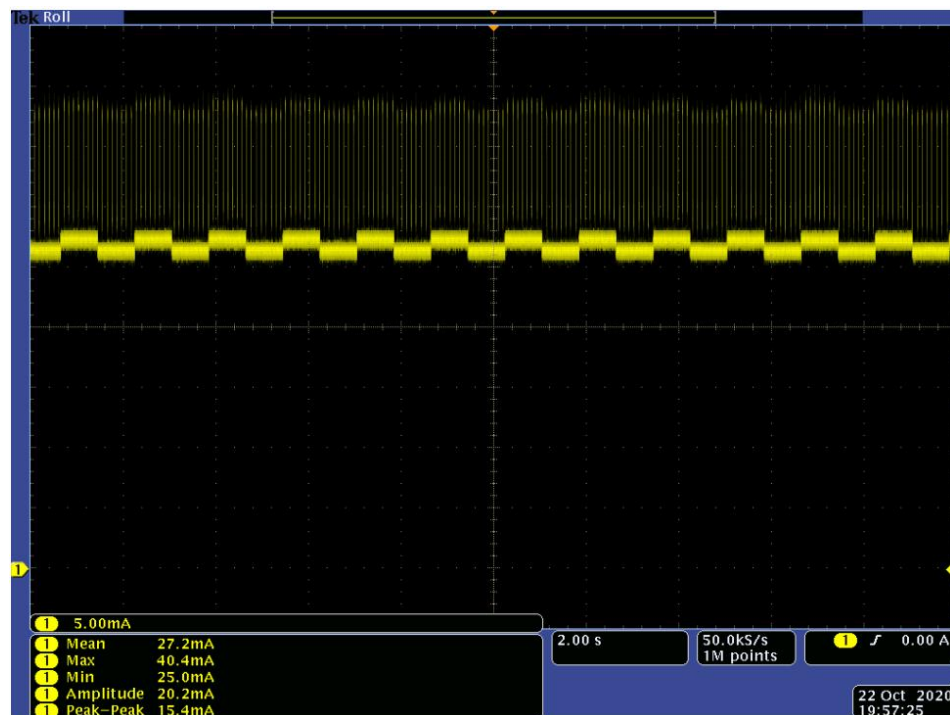 Tek Roll
1
1 5.00mA
1 Mean 27.2mA
1 Max 40.4mA
1 Min 25.0mA
1 Amplitude 20.2mA
1 Peak-Peak 15.4mA
2.00 s
50.0kS/s
1M points
1 0.00 A
22 Oct 2020
19:57:25